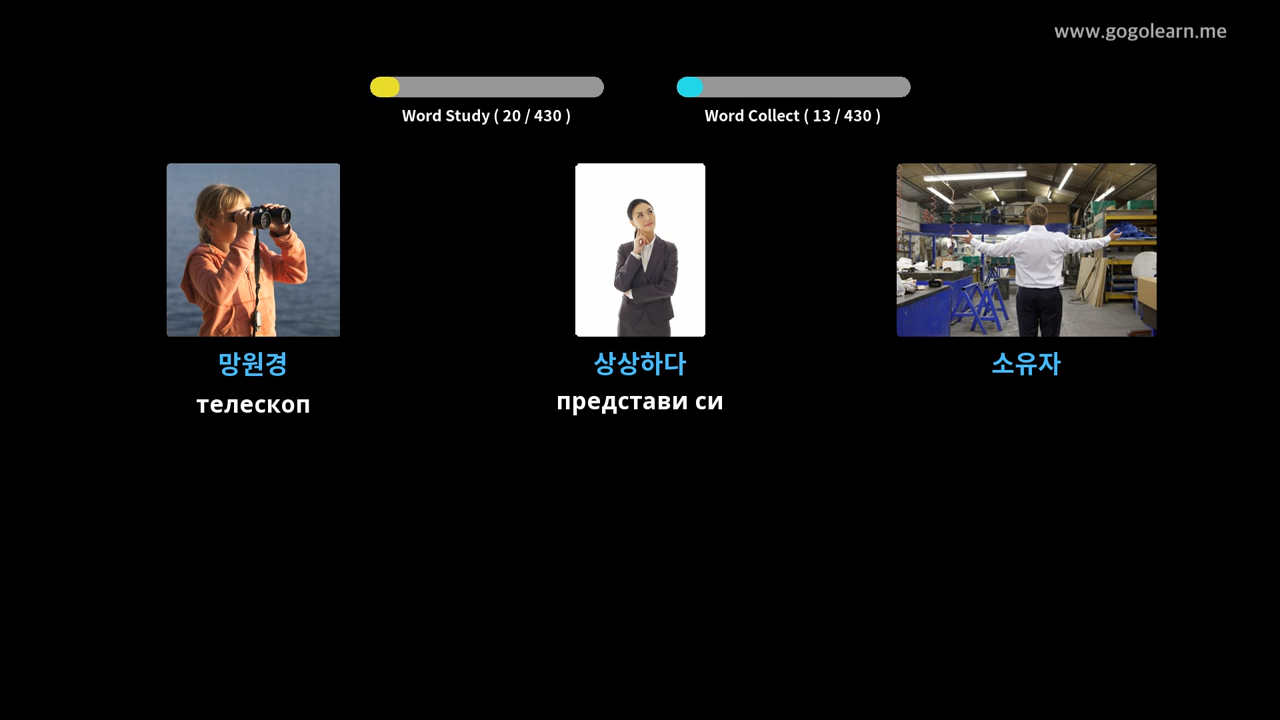 www.gogolearn.me
Word Study ( 20 / 430 )
Word Collect ( 13 / 430 )
망원경
телескоп
상상하다
представи си
소유자